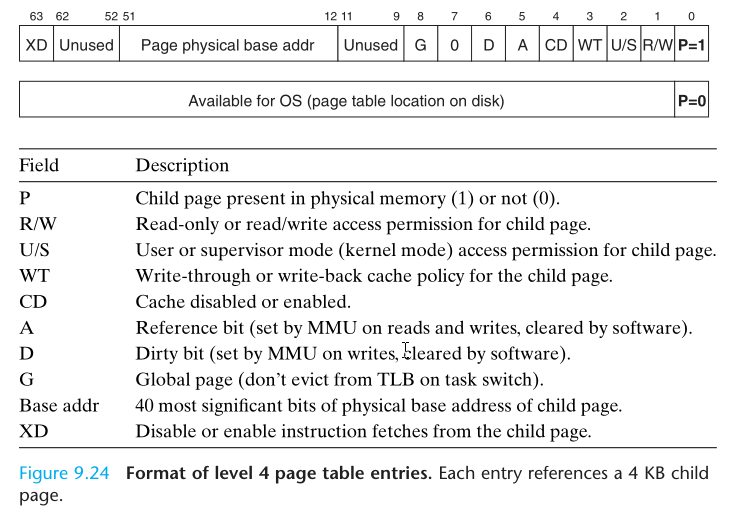 63 62 52 51 12 11 9 8 7 6 5 4 3 2 1 0
XD Unused Page physical base addr Unused G 0 D A CD WT U/S R/W P=1
Available for OS (page table location on disk) P=0
Field Description
P Child page present in physical memory (1) or not (0).
R/W Read-only or read/write access permission for child page.
U/S User or supervisor mode (kernel mode) access permission for child page.
WT Write-through or write-back cache policy for the child page.
CD Cache disabled or enabled.
A Reference bit (set by MMU on reads and writes, cleared by software).
D Dirty bit (set by MMU on writes, cleared by software).
G Global page (don’t evict from TLB on task switch).
Base addr 40 most significant bits of physical base address of child page.
XD Disable or enable instruction fetches from the child page.
Figure 9.24 Format of level 4 page table entries. Each entry references a 4 KB child
page.